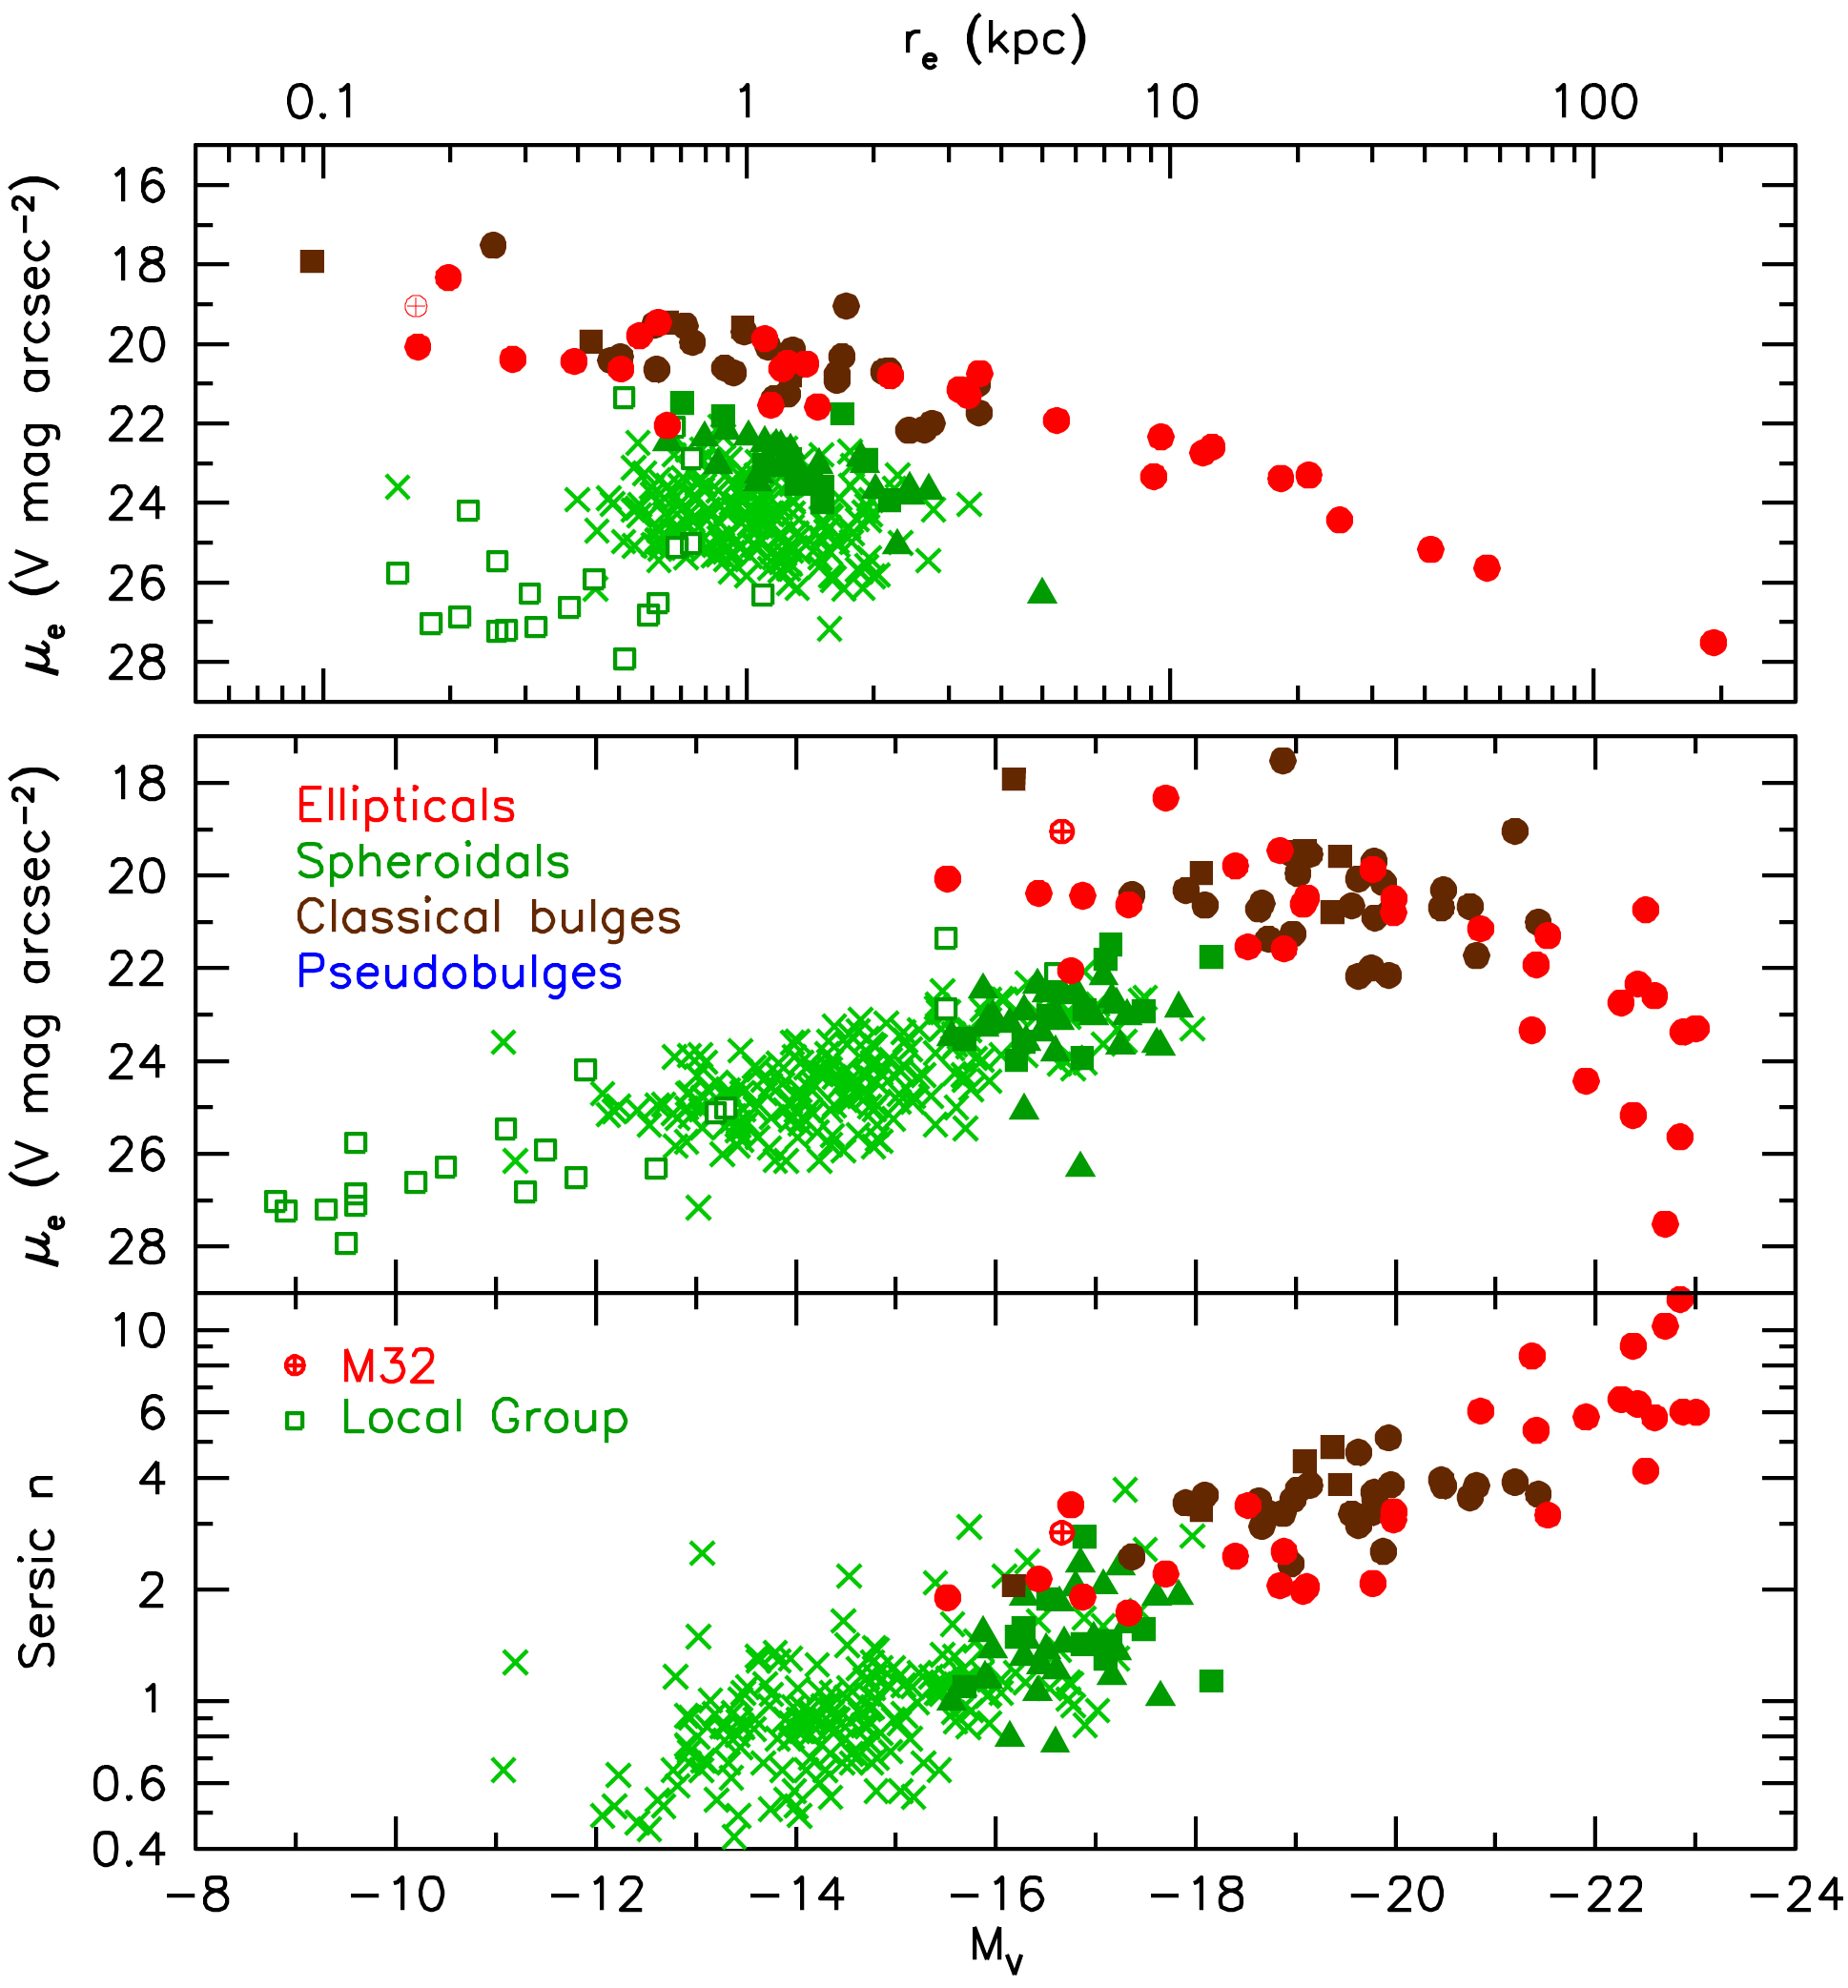 r_e (kpc)
0.1 1 10 100
16
18
20
22
24
26
28
μ_e (V mag arcsec⁻²)
18
20
22
24
26
28
μ_e (V mag arcsec⁻²)
Ellipticals
Spheroidals
Classical bulges
Pseudobulges
10
6
4
2
1
0.6
0.4
Sersic n
M32
Local Group
-8 -10 -12 -14 -16 -18 -20 -22 -24
M_V